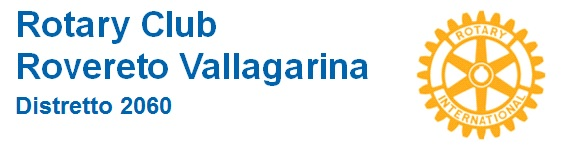 Rotary Club
Rovereto Vallagarina
Distretto 2060
ROTARY
INTERNATIONAL